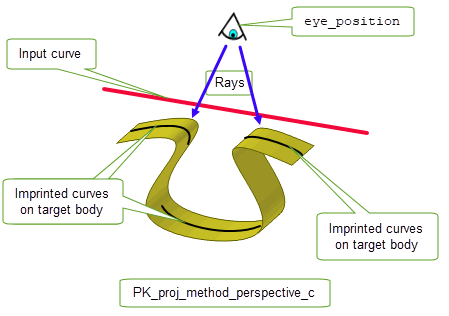 eye_position
Input curve
Rays
Imprinted curves
on target body
Imprinted curves
on target body
PK_proj_method_perspective_c